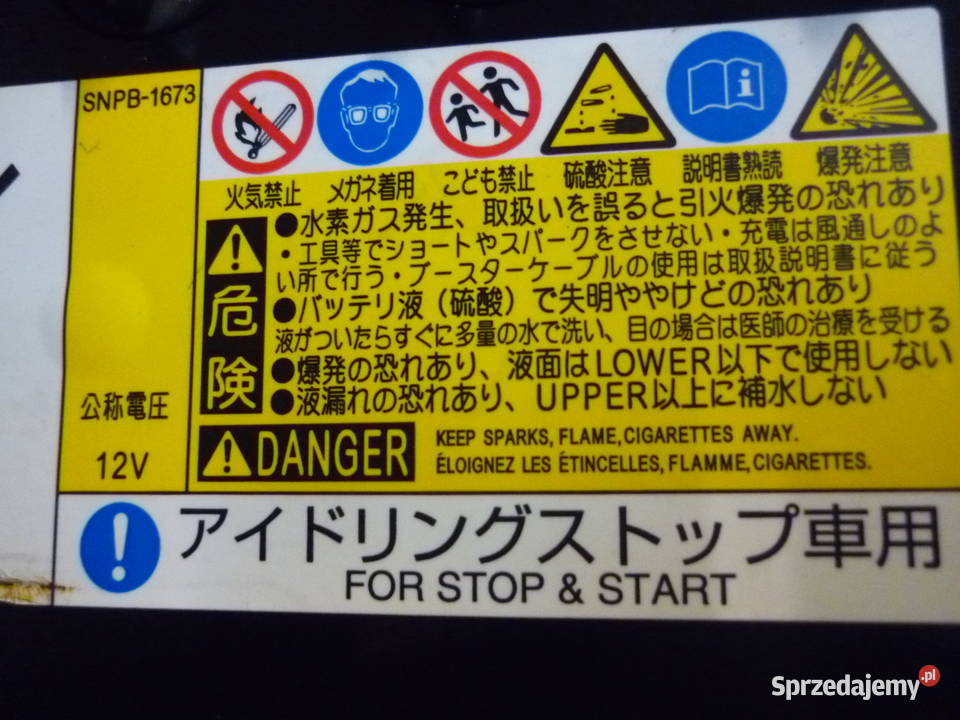 SNPB-1673
火気禁止 メガネ着用 こども禁止 硫酸注意 説明書熟読 爆発注意
危険
●水素ガス発生、取扱いを誤ると引火爆発の恐れあり
・工具等でショートやスパークをさせない・充電は風通しのよ
い所で行う・ブースターケーブルの使用は取扱説明書に従う
●バッテリ液(硫酸)で失明ややけどの恐れあり
液がついたらすぐに多量の水で洗い、目の場合は医師の治療を受ける
●爆発の恐れあり、液面はLOWER以下で使用しない
●液漏れの恐れあり、UPPER以上に補水しない
公称電圧
12V
DANGER
KEEP SPARKS, FLAME, CIGARETTES AWAY.
ÉLOIGNEZ LES ÉTINCELLES, FLAMME, CIGARETTES.
アイドリングストップ車用
FOR STOP & START
Sprzedajemy.pl